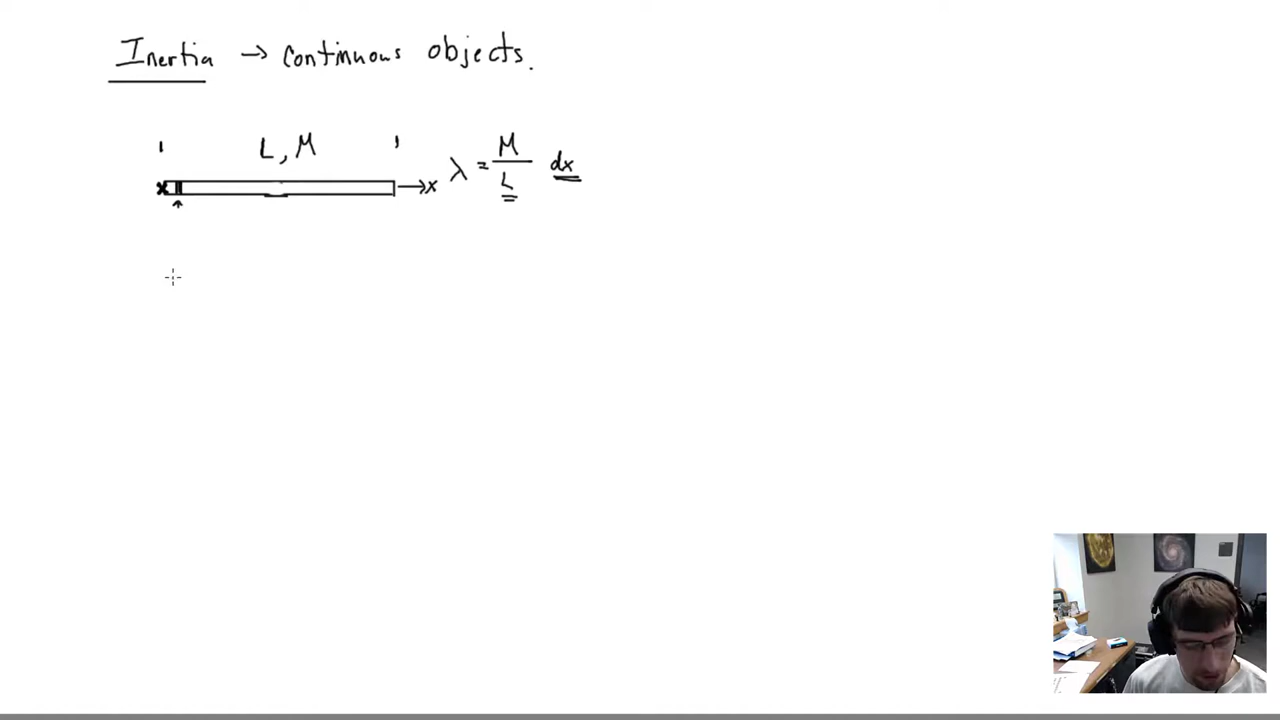 Inertia → continuous objects.
L, M
x → x λ = M/L dx